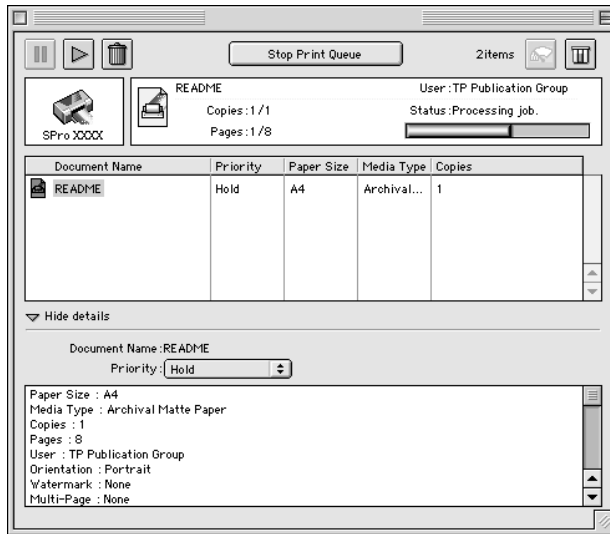 Stop Print Queue
2items
SPro XXXX
README
User :TP Publication Group
Copies :1/1
Status :Processing job.
Pages :1/8
Document Name Priority Paper Size Media Type Copies
README Hold A4 Archival... 1
Hide details
Document Name :README
Priority : Hold
Paper Size : A4
Media Type : Archival Matte Paper
Copies : 1
Pages : 8
User : TP Publication Group
Orientation : Portrait
Watermark : None
Multi-Page : None